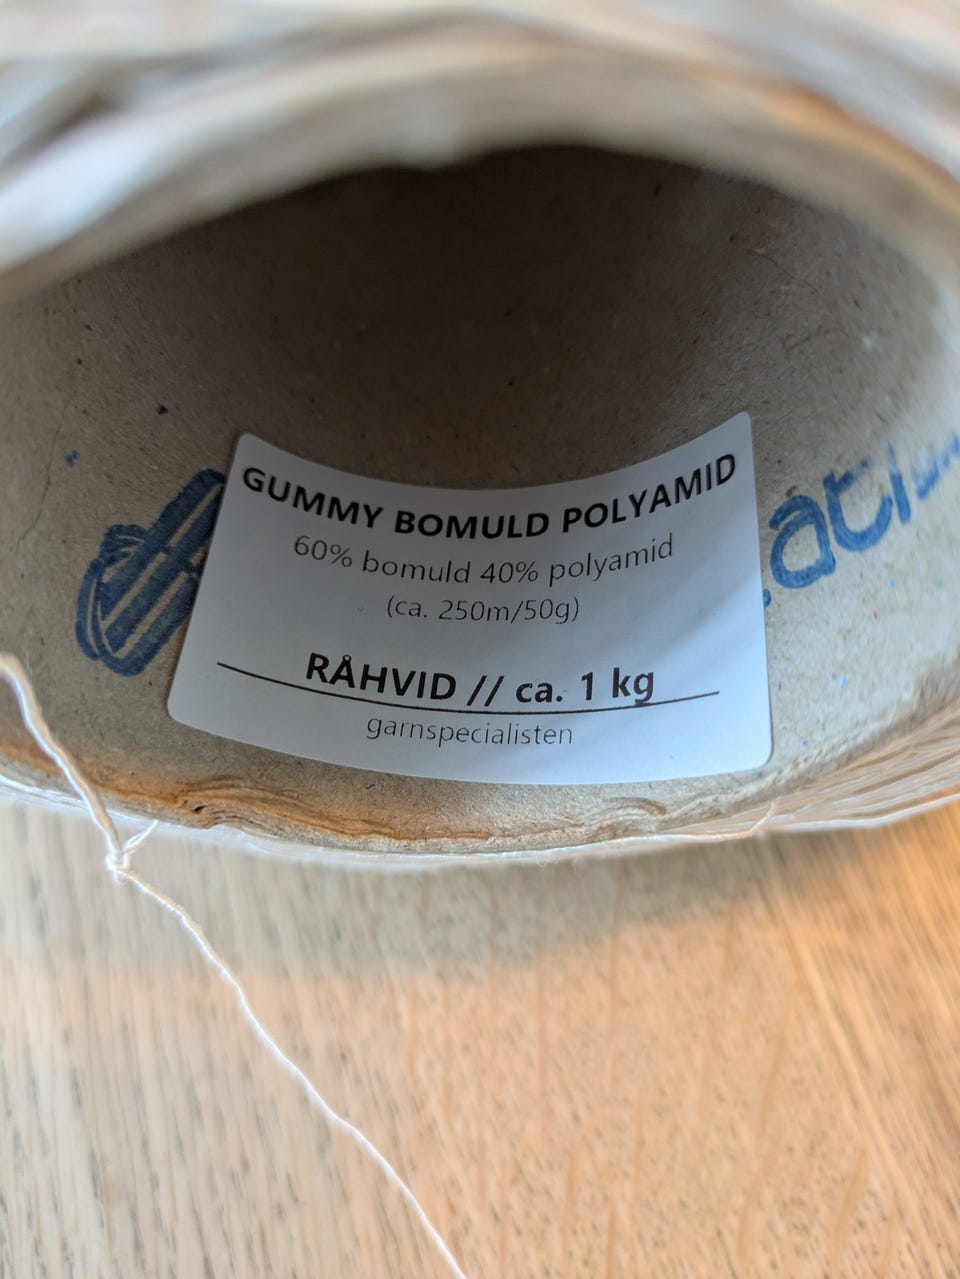 GUMMY BOMULD POLYAMID
60% bomuld 40% polyamid
(ca. 250m/50g)
RÅHVID // ca. 1 kg
garnspecialisten